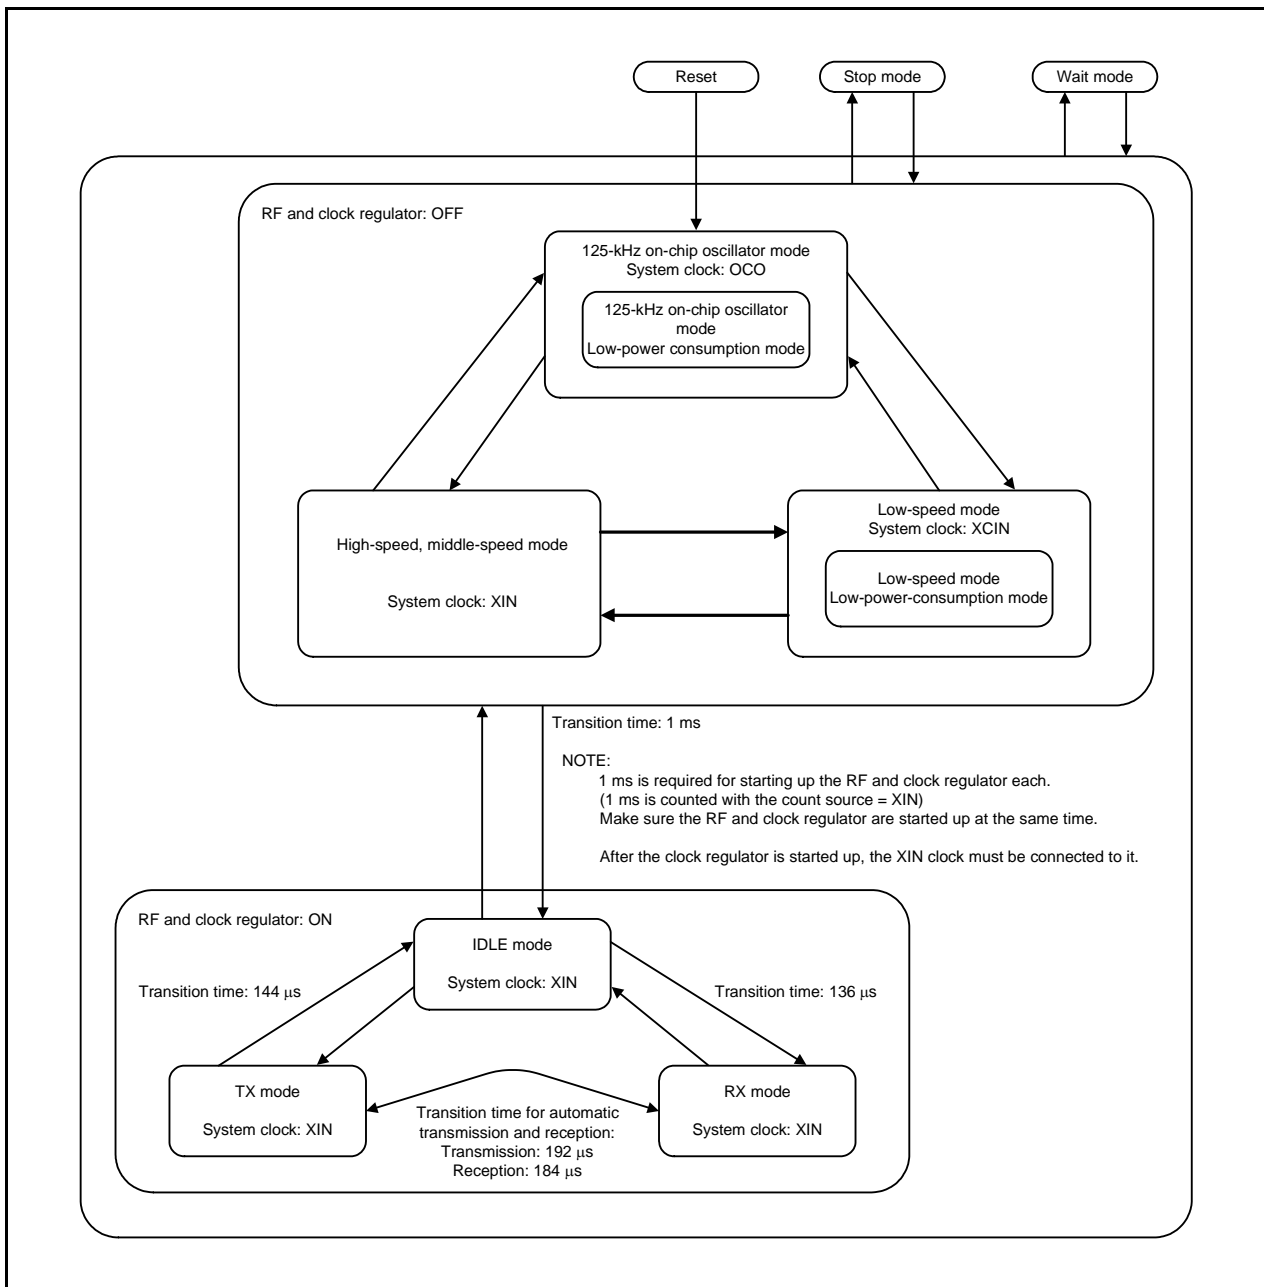 Reset
Stop mode
Wait mode
RF and clock regulator: OFF
125-kHz on-chip oscillator mode
System clock: OCO
125-kHz on-chip oscillator
mode
Low-power consumption mode
High-speed, middle-speed mode
System clock: XIN
Low-speed mode
System clock: XCIN
Low-speed mode
Low-power-consumption mode
Transition time: 1 ms
NOTE:
1 ms is required for starting up the RF and clock regulator each.
(1 ms is counted with the count source = XIN)
Make sure the RF and clock regulator are started up at the same time.
After the clock regulator is started up, the XIN clock must be connected to it.
RF and clock regulator: ON
IDLE mode
System clock: XIN
Transition time: 144 μs
Transition time: 136 μs
TX mode
System clock: XIN
Transition time for automatic
transmission and reception:
Transmission: 192 μs
Reception: 184 μs
RX mode
System clock: XIN